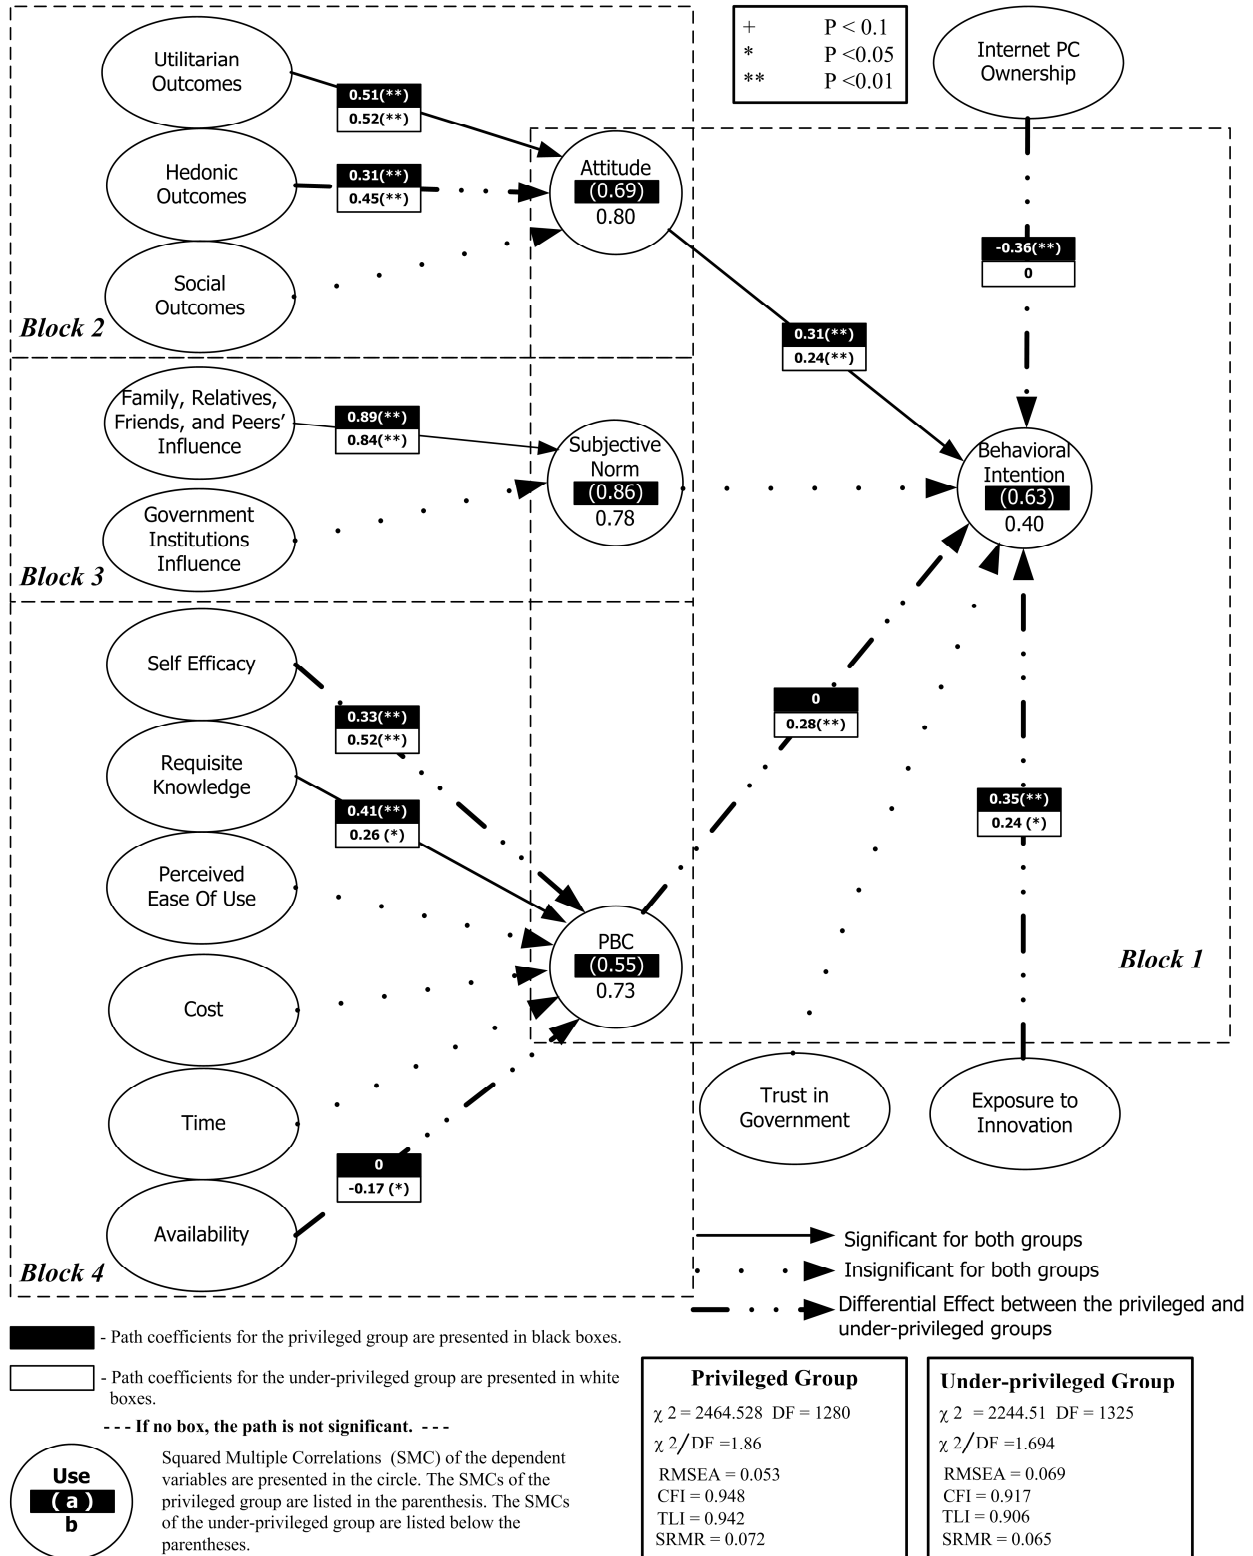 + P < 0.1
* P <0.05
** P <0.01
Internet PC
Ownership
Utilitarian
Outcomes
0.51(**)
0.52(**)
Hedonic
Outcomes
0.31(**)
0.45(**)
Social
Outcomes
Block 2
Attitude
(0.69)
0.80
-0.36(**)
0
0.31(**)
0.24(**)
Family, Relatives,
Friends, and Peers'
Influence
0.89(**)
0.84(**)
Government
Institutions
Influence
Block 3
Subjective
Norm
(0.86)
0.78
Behavioral
Intention
(0.63)
0.40
Self Efficacy
0.33(**)
0.52(**)
Requisite
Knowledge
0.41(**)
0.26 (*)
Perceived
Ease Of Use
Cost
Time
Availability
0
-0.17 (*)
Block 4
PBC
(0.55)
0.73
0
0.28(**)
0.35(**)
0.24 (*)
Block 1
Trust in
Government
Exposure to
Innovation
Significant for both groups
Insignificant for both groups
Differential Effect between the privileged and
under-privileged groups
- Path coefficients for the privileged group are presented in black boxes.
- Path coefficients for the under-privileged group are presented in white
boxes.
- - - If no box, the path is not significant. - - -
Use
( a )
b
Squared Multiple Correlations (SMC) of the dependent
variables are presented in the circle. The SMCs of the
privileged group are listed in the parenthesis. The SMCs
of the under-privileged group are listed below the
parentheses.
Privileged Group
χ 2 = 2464.528 DF = 1280
χ 2/DF =1.86
RMSEA = 0.053
CFI = 0.948
TLI = 0.942
SRMR = 0.072
Under-privileged Group
χ 2 = 2244.51 DF = 1325
χ 2/DF =1.694
RMSEA = 0.069
CFI = 0.917
TLI = 0.906
SRMR = 0.065